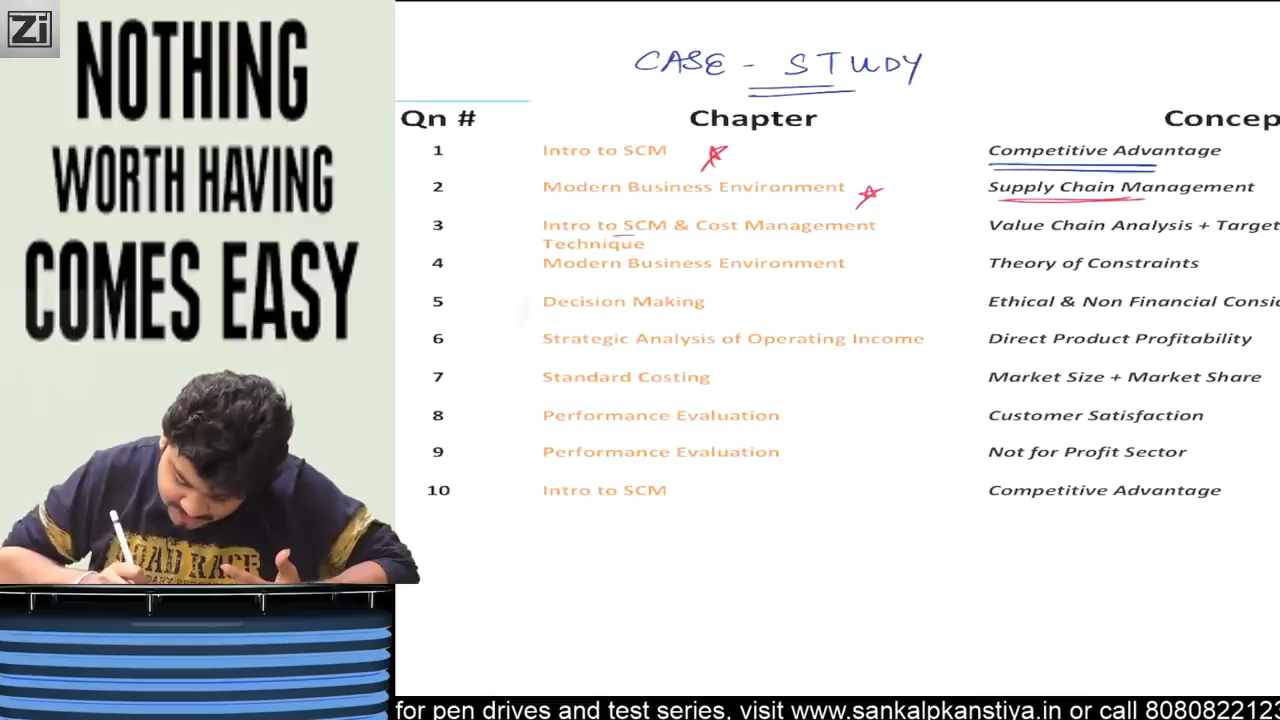 Zi
NOTHING
WORTH HAVING
COMES EASY
CASE - STUDY
Qn # Chapter Concep
1 Intro to SCM Competitive Advantage
2 Modern Business Environment Supply Chain Management
3 Intro to SCM & Cost Management Value Chain Analysis + Target
Technique
4 Modern Business Environment Theory of Constraints
5 Decision Making Ethical & Non Financial Consi
6 Strategic Analysis of Operating Income Direct Product Profitability
7 Standard Costing Market Size + Market Share
8 Performance Evaluation Customer Satisfaction
9 Performance Evaluation Not for Profit Sector
10 Intro to SCM Competitive Advantage
ROAD RACE
for pen drives and test series, visit www.sankalpkanstiya.in or call 808082212